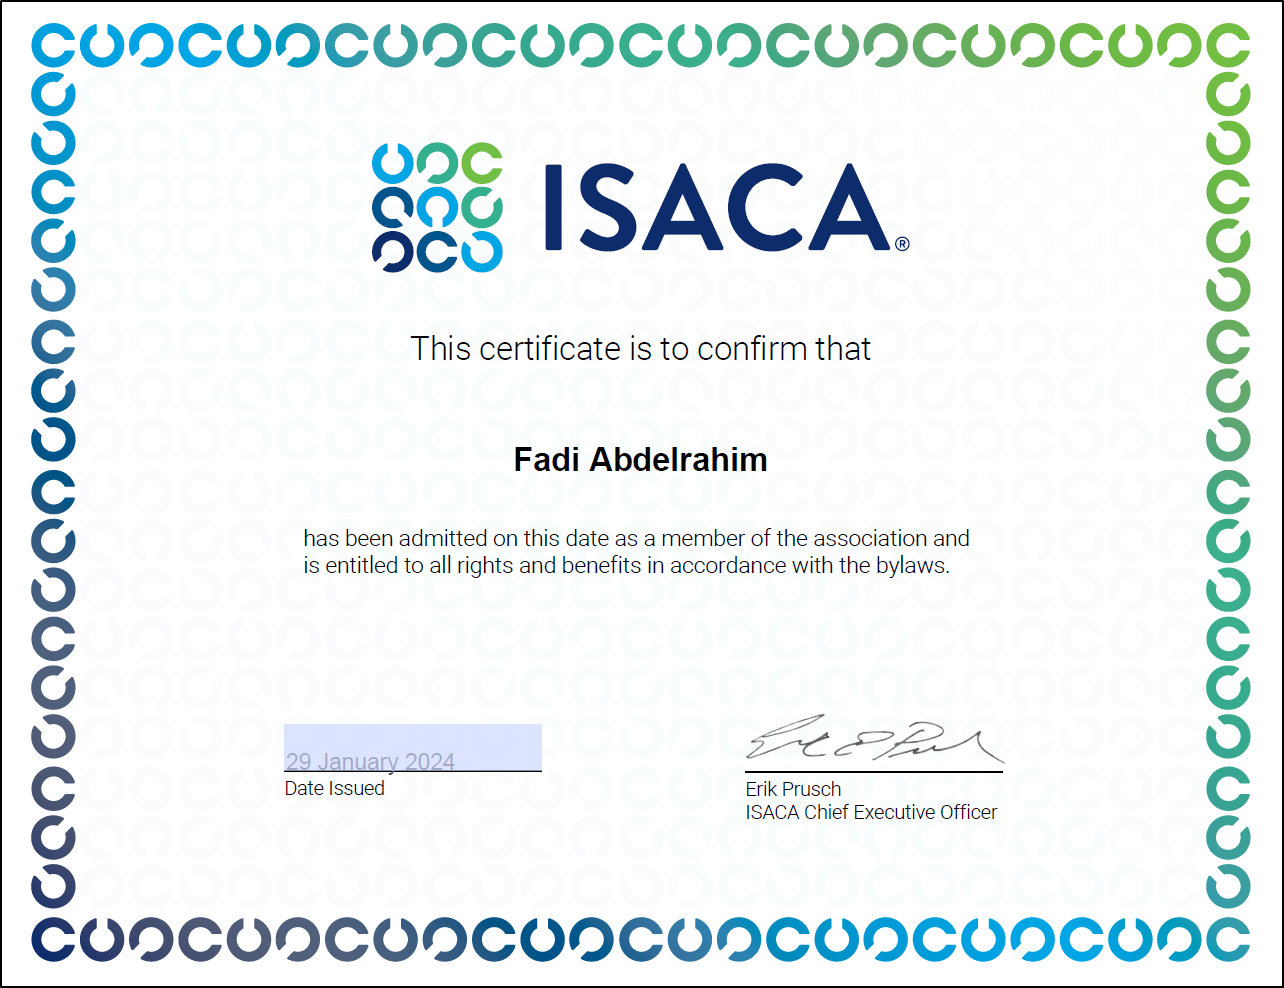 ISACA®
This certificate is to confirm that
Fadi Abdelrahim
has been admitted on this date as a member of the association and
is entitled to all rights and benefits in accordance with the bylaws.
29 January 2024
Date Issued
Erik Prusch
ISACA Chief Executive Officer